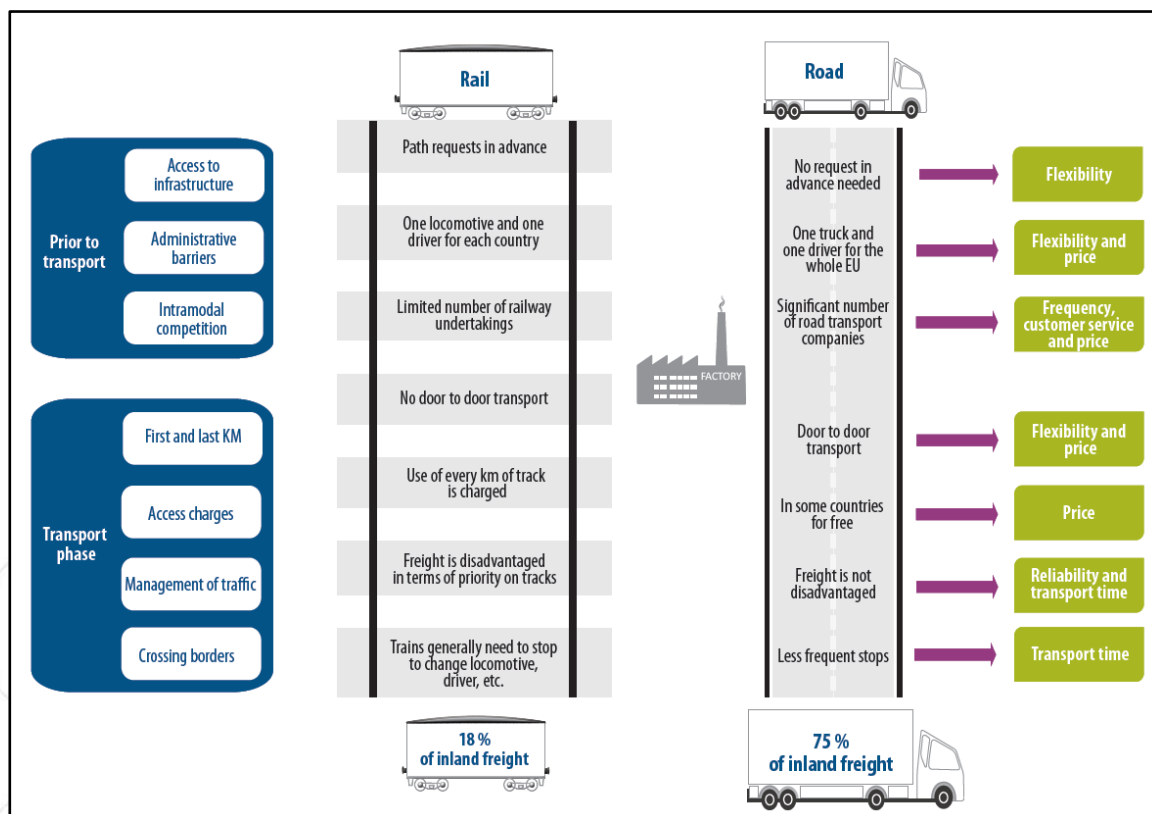 Rail
Road
Prior to
transport
Access to
infrastructure
Path requests in advance
No request in
advance needed
Flexibility
Administrative
barriers
One locomotive and one
driver for each country
One truck and
one driver for the
whole EU
Flexibility and
price
Intramodal
competition
Limited number of railway
undertakings
Significant number
of road transport
companies
Frequency,
customer service
and price
FACTORY
Transport
phase
First and last KM
No door to door transport
Door to door
transport
Flexibility and
price
Access charges
Use of every km of track
is charged
In some countries
for free
Price
Management of traffic
Freight is disadvantaged
in terms of priority on tracks
Freight is not
disadvantaged
Reliability and
transport time
Crossing borders
Trains generally need to stop
to change locomotive,
driver, etc.
Less frequent stops
Transport time
18 %
of inland freight
75 %
of inland freight